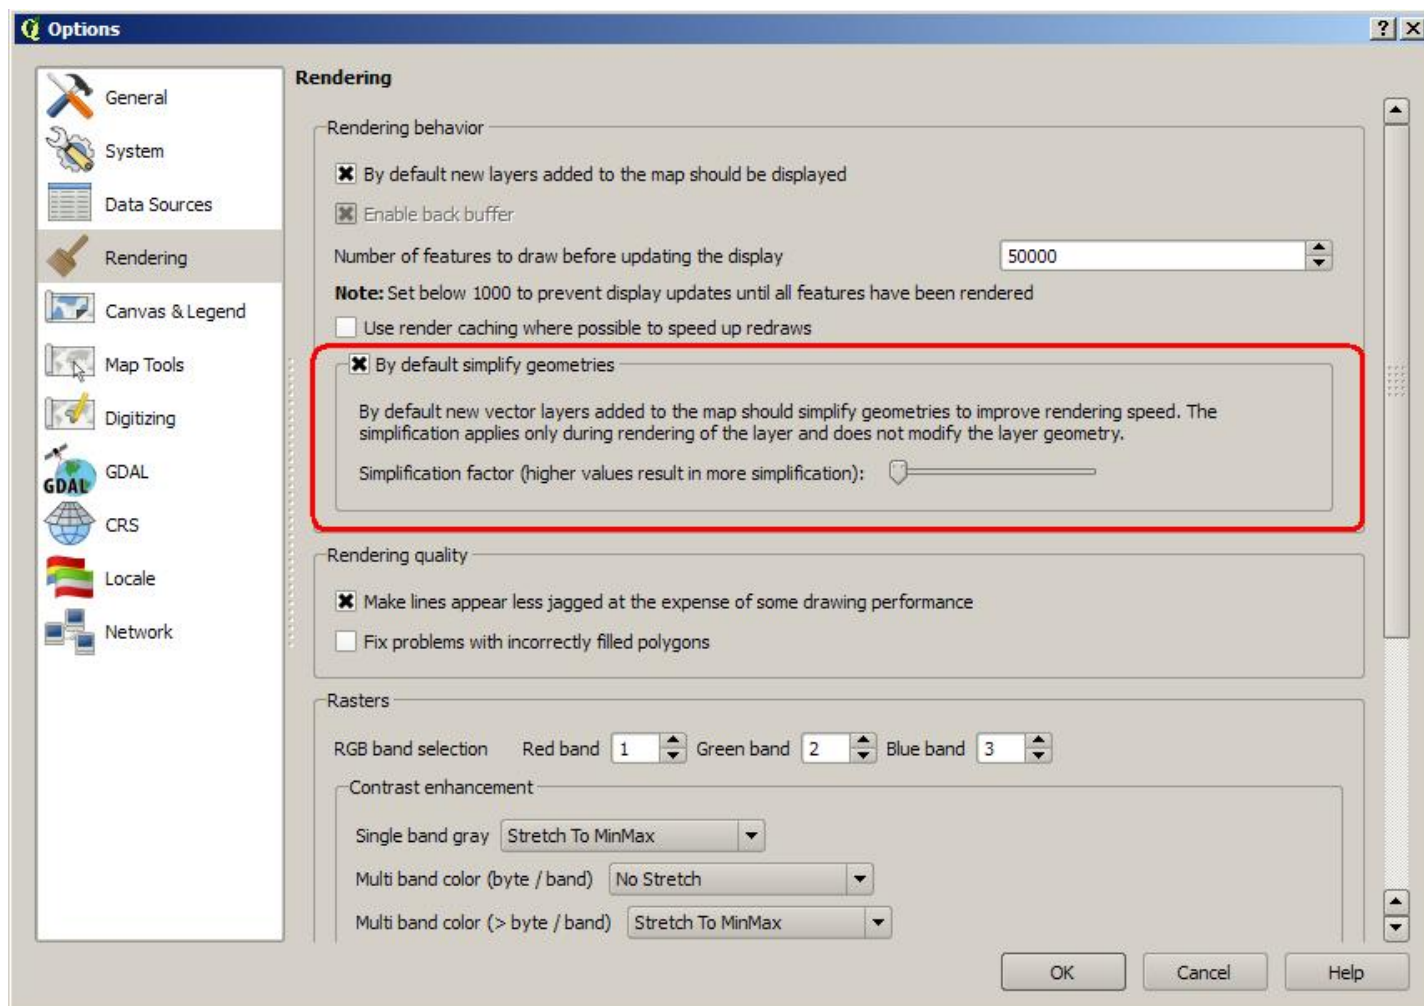 Options
General
System
Data Sources
Rendering
Canvas & Legend
Map Tools
Digitizing
GDAL
GDAL
CRS
Locale
Network
Rendering
Rendering behavior
By default new layers added to the map should be displayed
Enable back buffer
Number of features to draw before updating the display 50000
Note: Set below 1000 to prevent display updates until all features have been rendered
Use render caching where possible to speed up redraws
By default simplify geometries
By default new vector layers added to the map should simplify geometries to improve rendering speed. The
simplification applies only during rendering of the layer and does not modify the layer geometry.
Simplification factor (higher values result in more simplification):
Rendering quality
Make lines appear less jagged at the expense of some drawing performance
Fix problems with incorrectly filled polygons
Rasters
RGB band selection Red band 1 Green band 2 Blue band 3
Contrast enhancement
Single band gray Stretch To MinMax
Multi band color (byte / band) No Stretch
Multi band color (> byte / band) Stretch To MinMax
OK Cancel Help